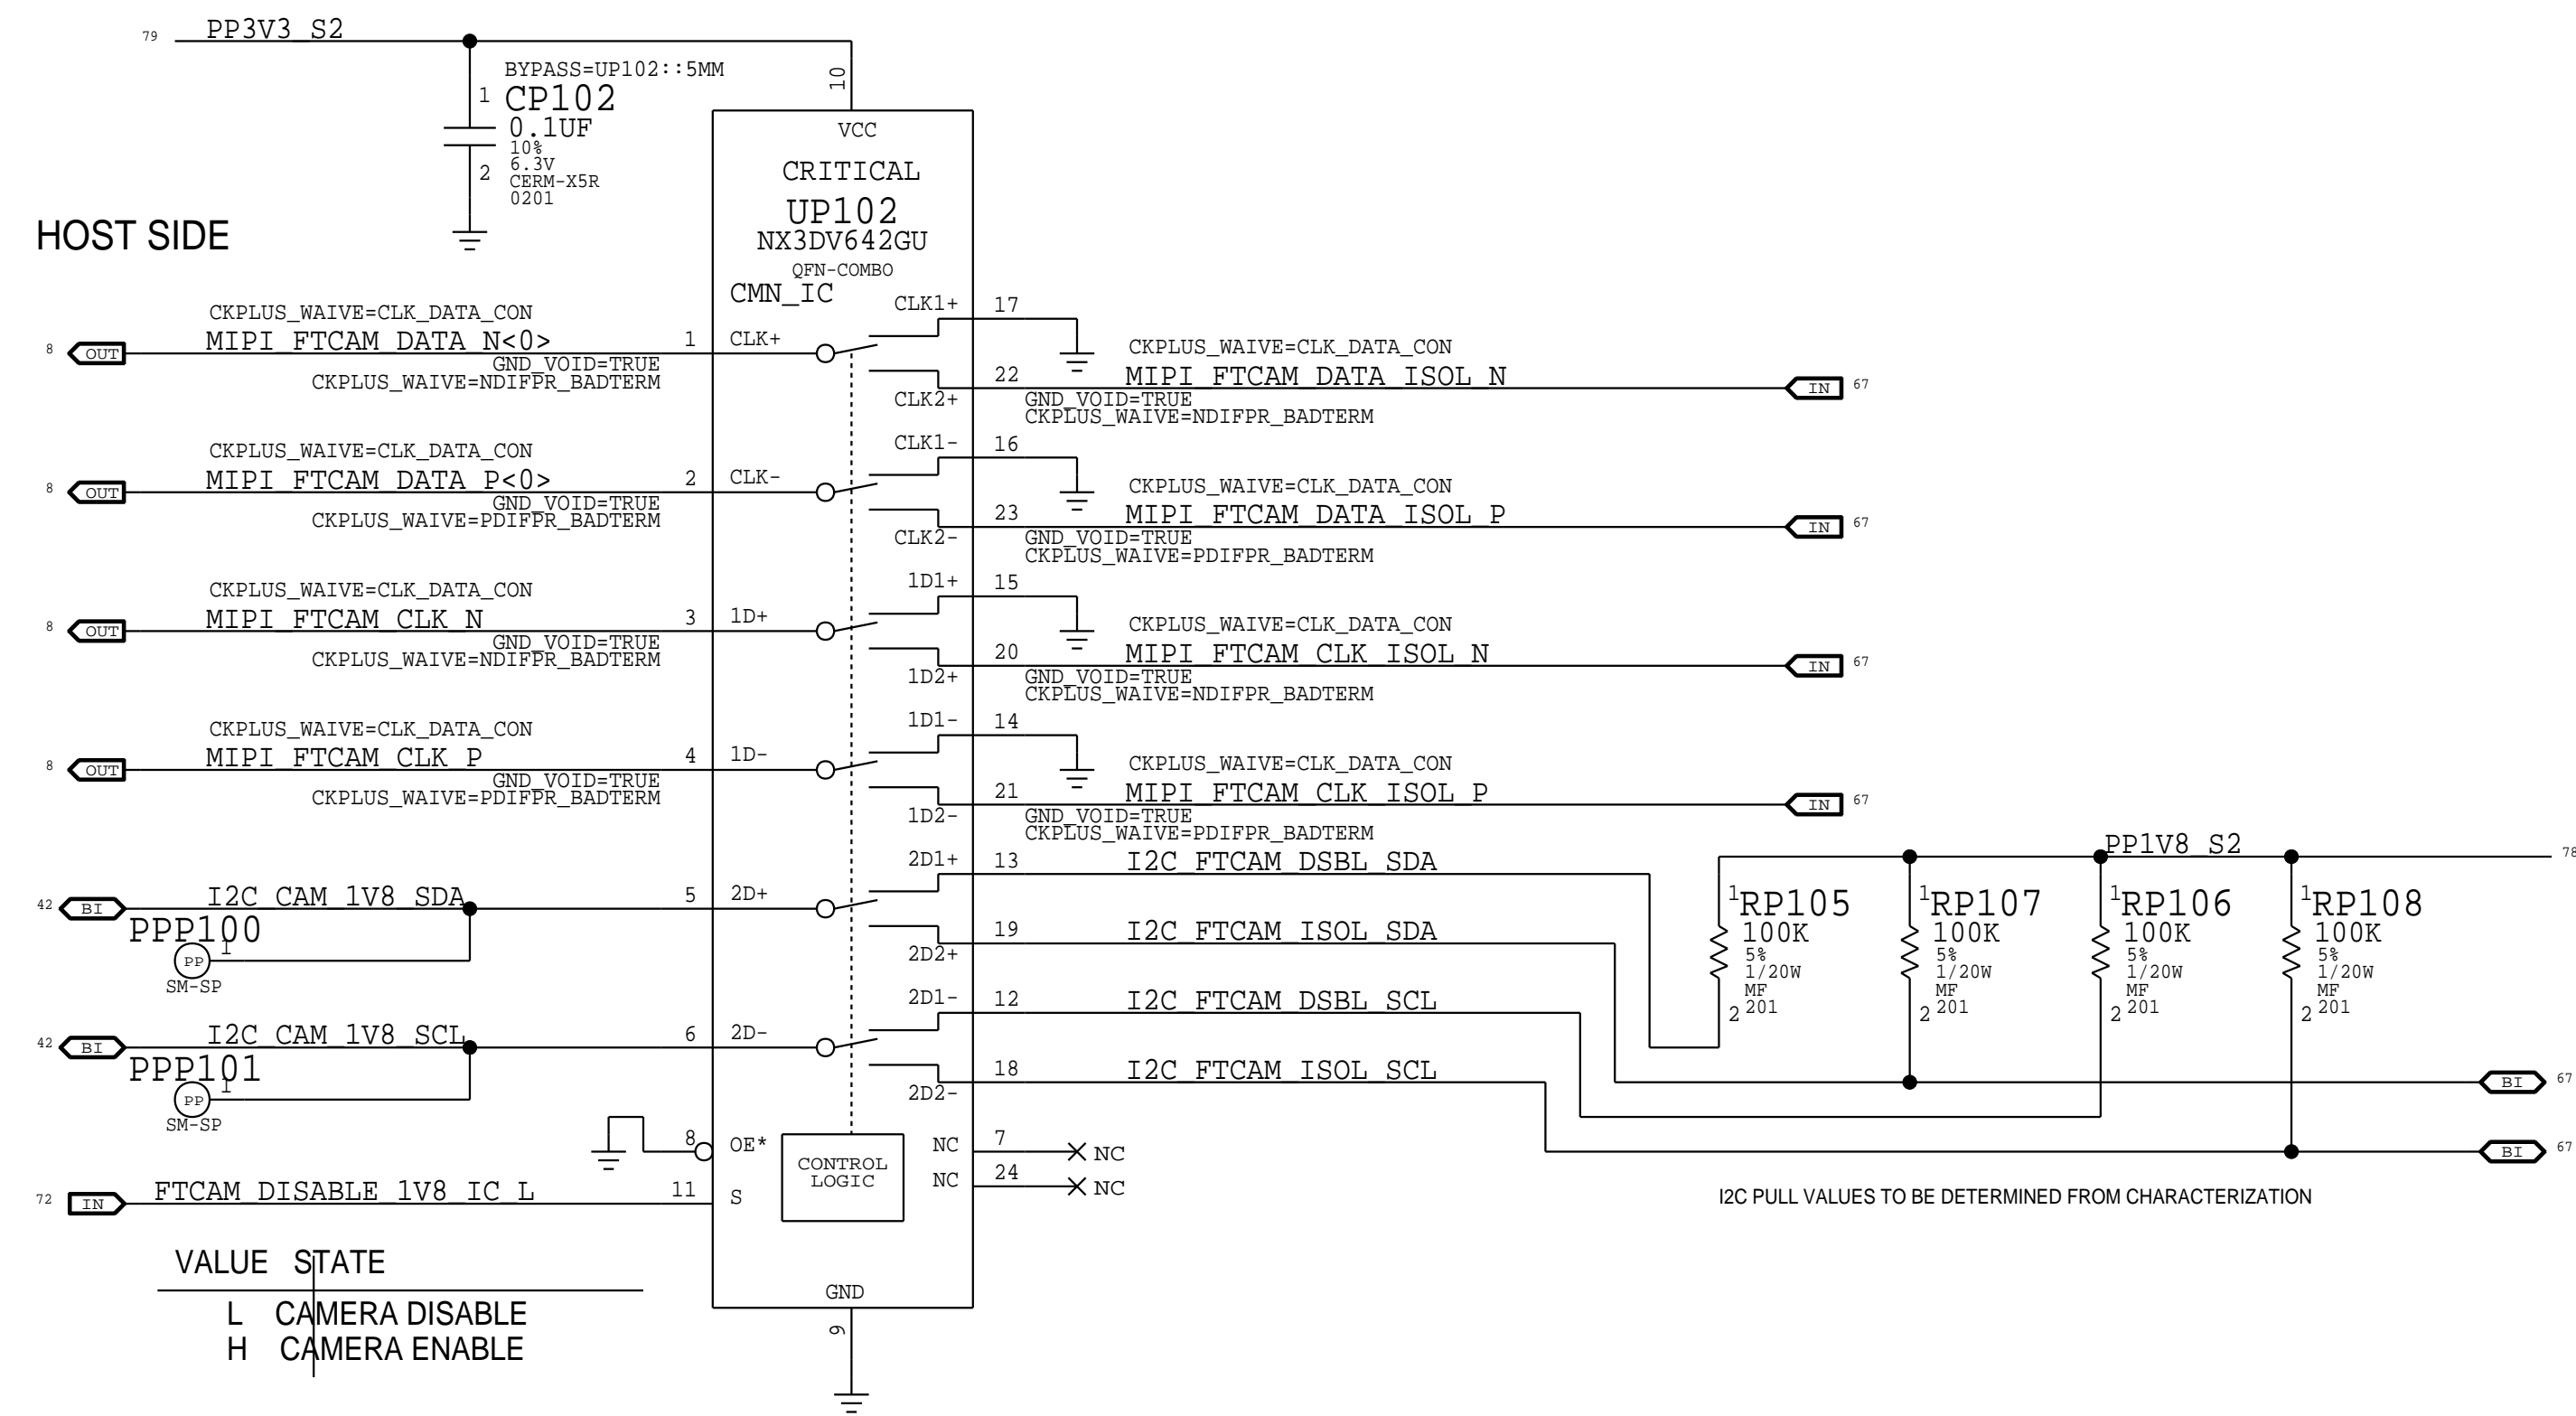 79 PP3V3_S2
BYPASS=UP102::5MM
1 CP102
0.1UF
10%
6.3V
2 CERM-X5R
0201
HOST SIDE
10
VCC
CRITICAL
UP102
NX3DV642GU
QFN-COMBO
CMN_IC
CKPLUS_WAIVE=CLK_DATA_CON
8 OUT MIPI_FTCAM_DATA_N<0> 1 CLK+
GND_VOID=TRUE
CKPLUS_WAIVE=NDIFPR_BADTERM
CLK1+ 17
CKPLUS_WAIVE=CLK_DATA_CON
22 MIPI_FTCAM_DATA_ISOL_N IN 67
CLK2+ GND_VOID=TRUE
CKPLUS_WAIVE=NDIFPR_BADTERM
CKPLUS_WAIVE=CLK_DATA_CON
8 OUT MIPI_FTCAM_DATA_P<0> 2 CLK-
GND_VOID=TRUE
CKPLUS_WAIVE=PDIFPR_BADTERM
CLK1- 16
CKPLUS_WAIVE=CLK_DATA_CON
23 MIPI_FTCAM_DATA_ISOL_P IN 67
CLK2- GND_VOID=TRUE
CKPLUS_WAIVE=PDIFPR_BADTERM
CKPLUS_WAIVE=CLK_DATA_CON
8 OUT MIPI_FTCAM_CLK_N 3 1D+
GND_VOID=TRUE
CKPLUS_WAIVE=NDIFPR_BADTERM
1D1+ 15
CKPLUS_WAIVE=CLK_DATA_CON
20 MIPI_FTCAM_CLK_ISOL_N IN 67
1D2+ GND_VOID=TRUE
CKPLUS_WAIVE=NDIFPR_BADTERM
CKPLUS_WAIVE=CLK_DATA_CON
8 OUT MIPI_FTCAM_CLK_P 4 1D-
GND_VOID=TRUE
CKPLUS_WAIVE=PDIFPR_BADTERM
1D1- 14
CKPLUS_WAIVE=CLK_DATA_CON
21 MIPI_FTCAM_CLK_ISOL_P IN 67
1D2- GND_VOID=TRUE
CKPLUS_WAIVE=PDIFPR_BADTERM
42 BI I2C_CAM_1V8_SDA 5 2D+
PPP100
PP 1
SM-SP
2D1+ 13 I2C_FTCAM_DSBL_SDA
19 I2C_FTCAM_ISOL_SDA
2D2+
42 BI I2C_CAM_1V8_SCL 6 2D-
PPP101
PP 1
SM-SP
2D1- 12 I2C_FTCAM_DSBL_SCL
18 I2C_FTCAM_ISOL_SCL
2D2-
PP1V8_S2 78
1 RP105
100K
5%
1/20W
MF
2 201
1 RP107
100K
5%
1/20W
MF
2 201
1 RP106
100K
5%
1/20W
MF
2 201
1 RP108
100K
5%
1/20W
MF
2 201
BI 67
BI 67
8 OE*
CONTROL
LOGIC
NC 7 NC
NC 24 NC
72 IN FTCAM_DISABLE_1V8_IC_L 11 S
I2C PULL VALUES TO BE DETERMINED FROM CHARACTERIZATION
VALUE STATE
L CAMERA DISABLE
H CAMERA ENABLE
GND
9